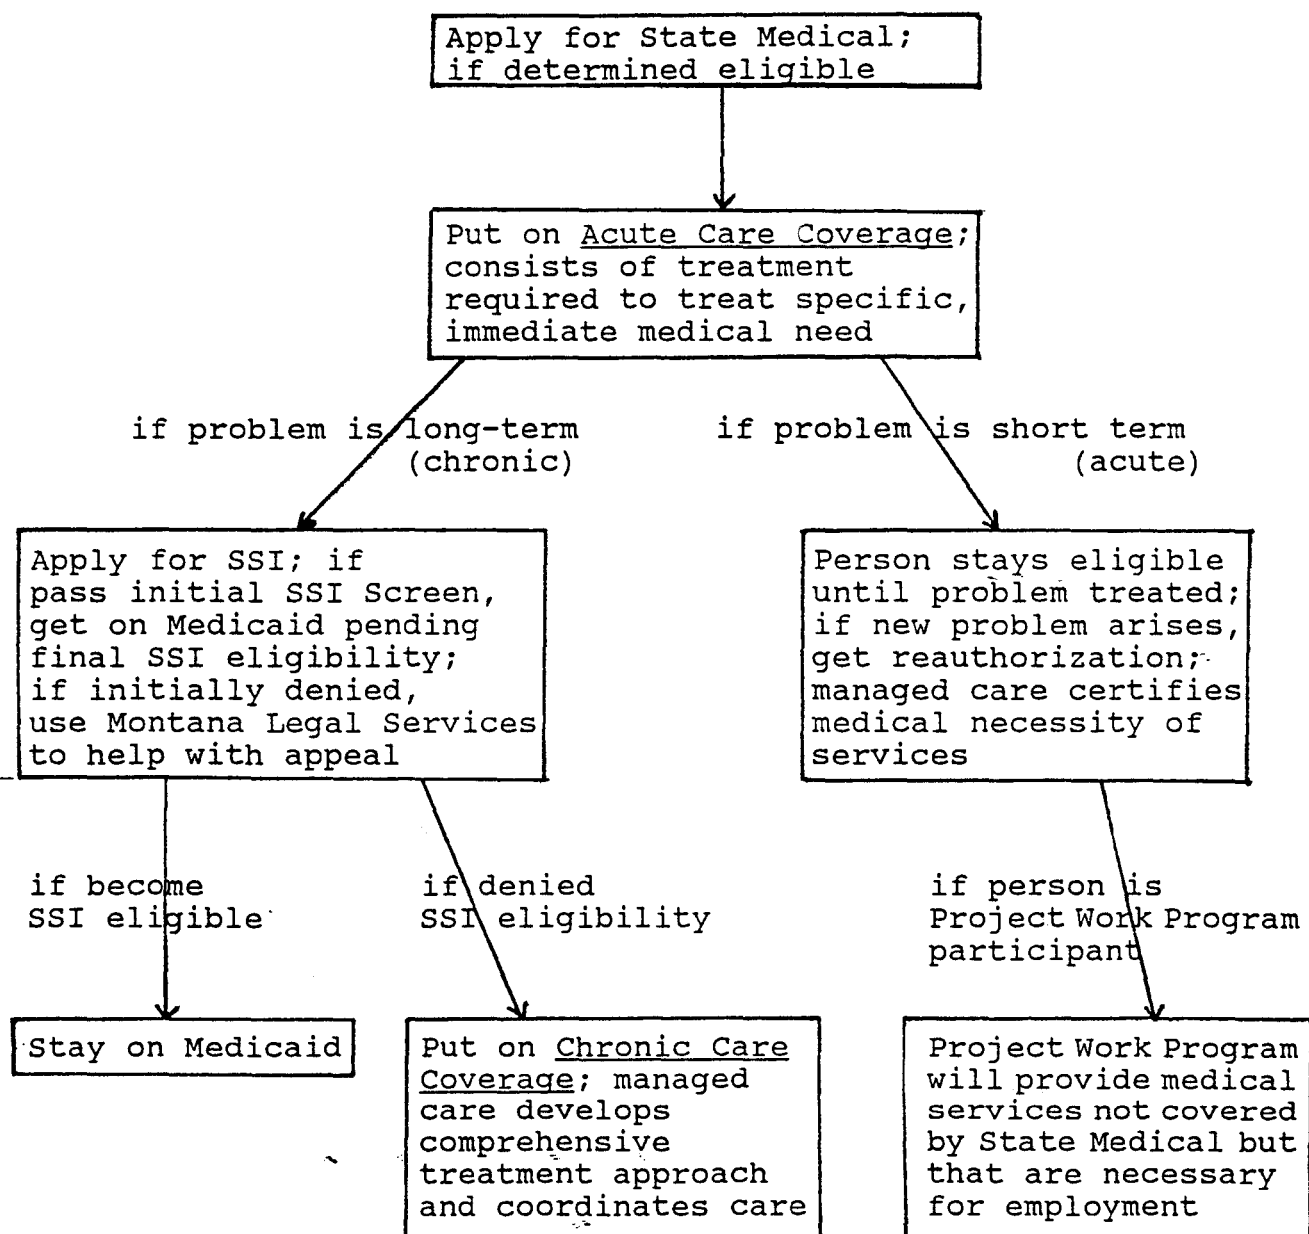 Apply for State Medical;
if determined eligible
Put on Acute Care Coverage;
consists of treatment
required to treat specific,
immediate medical need
if problem is long-term
(chronic)
if problem is short term
(acute)
Apply for SSI; if
pass initial SSI Screen,
get on Medicaid pending
final SSI eligibility;
if initially denied,
use Montana Legal Services
to help with appeal
Person stays eligible
until problem treated;
if new problem arises,
get reauthorization;
managed care certifies
medical necessity of
services
if become
SSI eligible
if denied
SSI eligibility
if person is
Project Work Program
participant
Stay on Medicaid
Put on Chronic Care
Coverage; managed
care develops
comprehensive
treatment approach
and coordinates care
Project Work Program
will provide medical
services not covered
by State Medical but
that are necessary
for employment